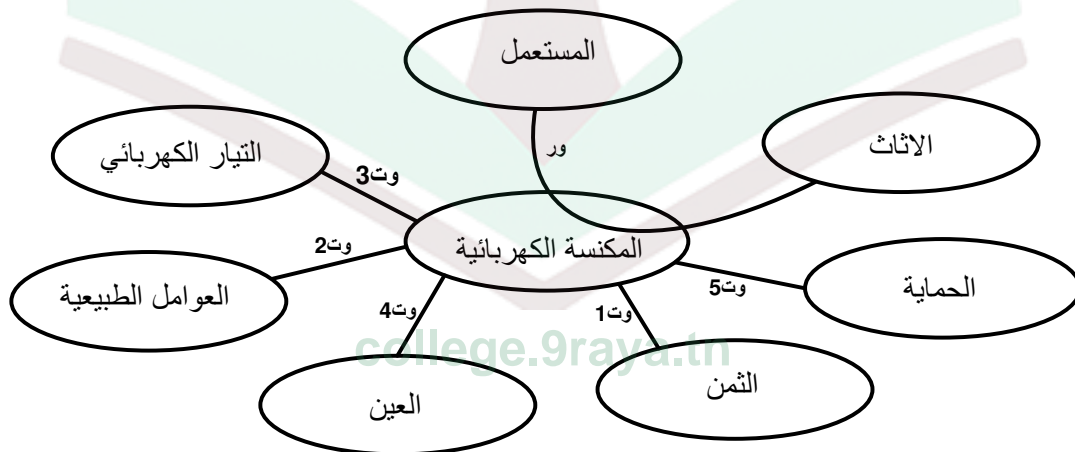 المستعمل
الاثاث
ور
التيار الكهربائي
وت3
المكنسة الكهربائية
وت2
العوامل الطبيعية
الحماية
وت5
وت4
وت1
college.9raya.tn
الثمن
العين